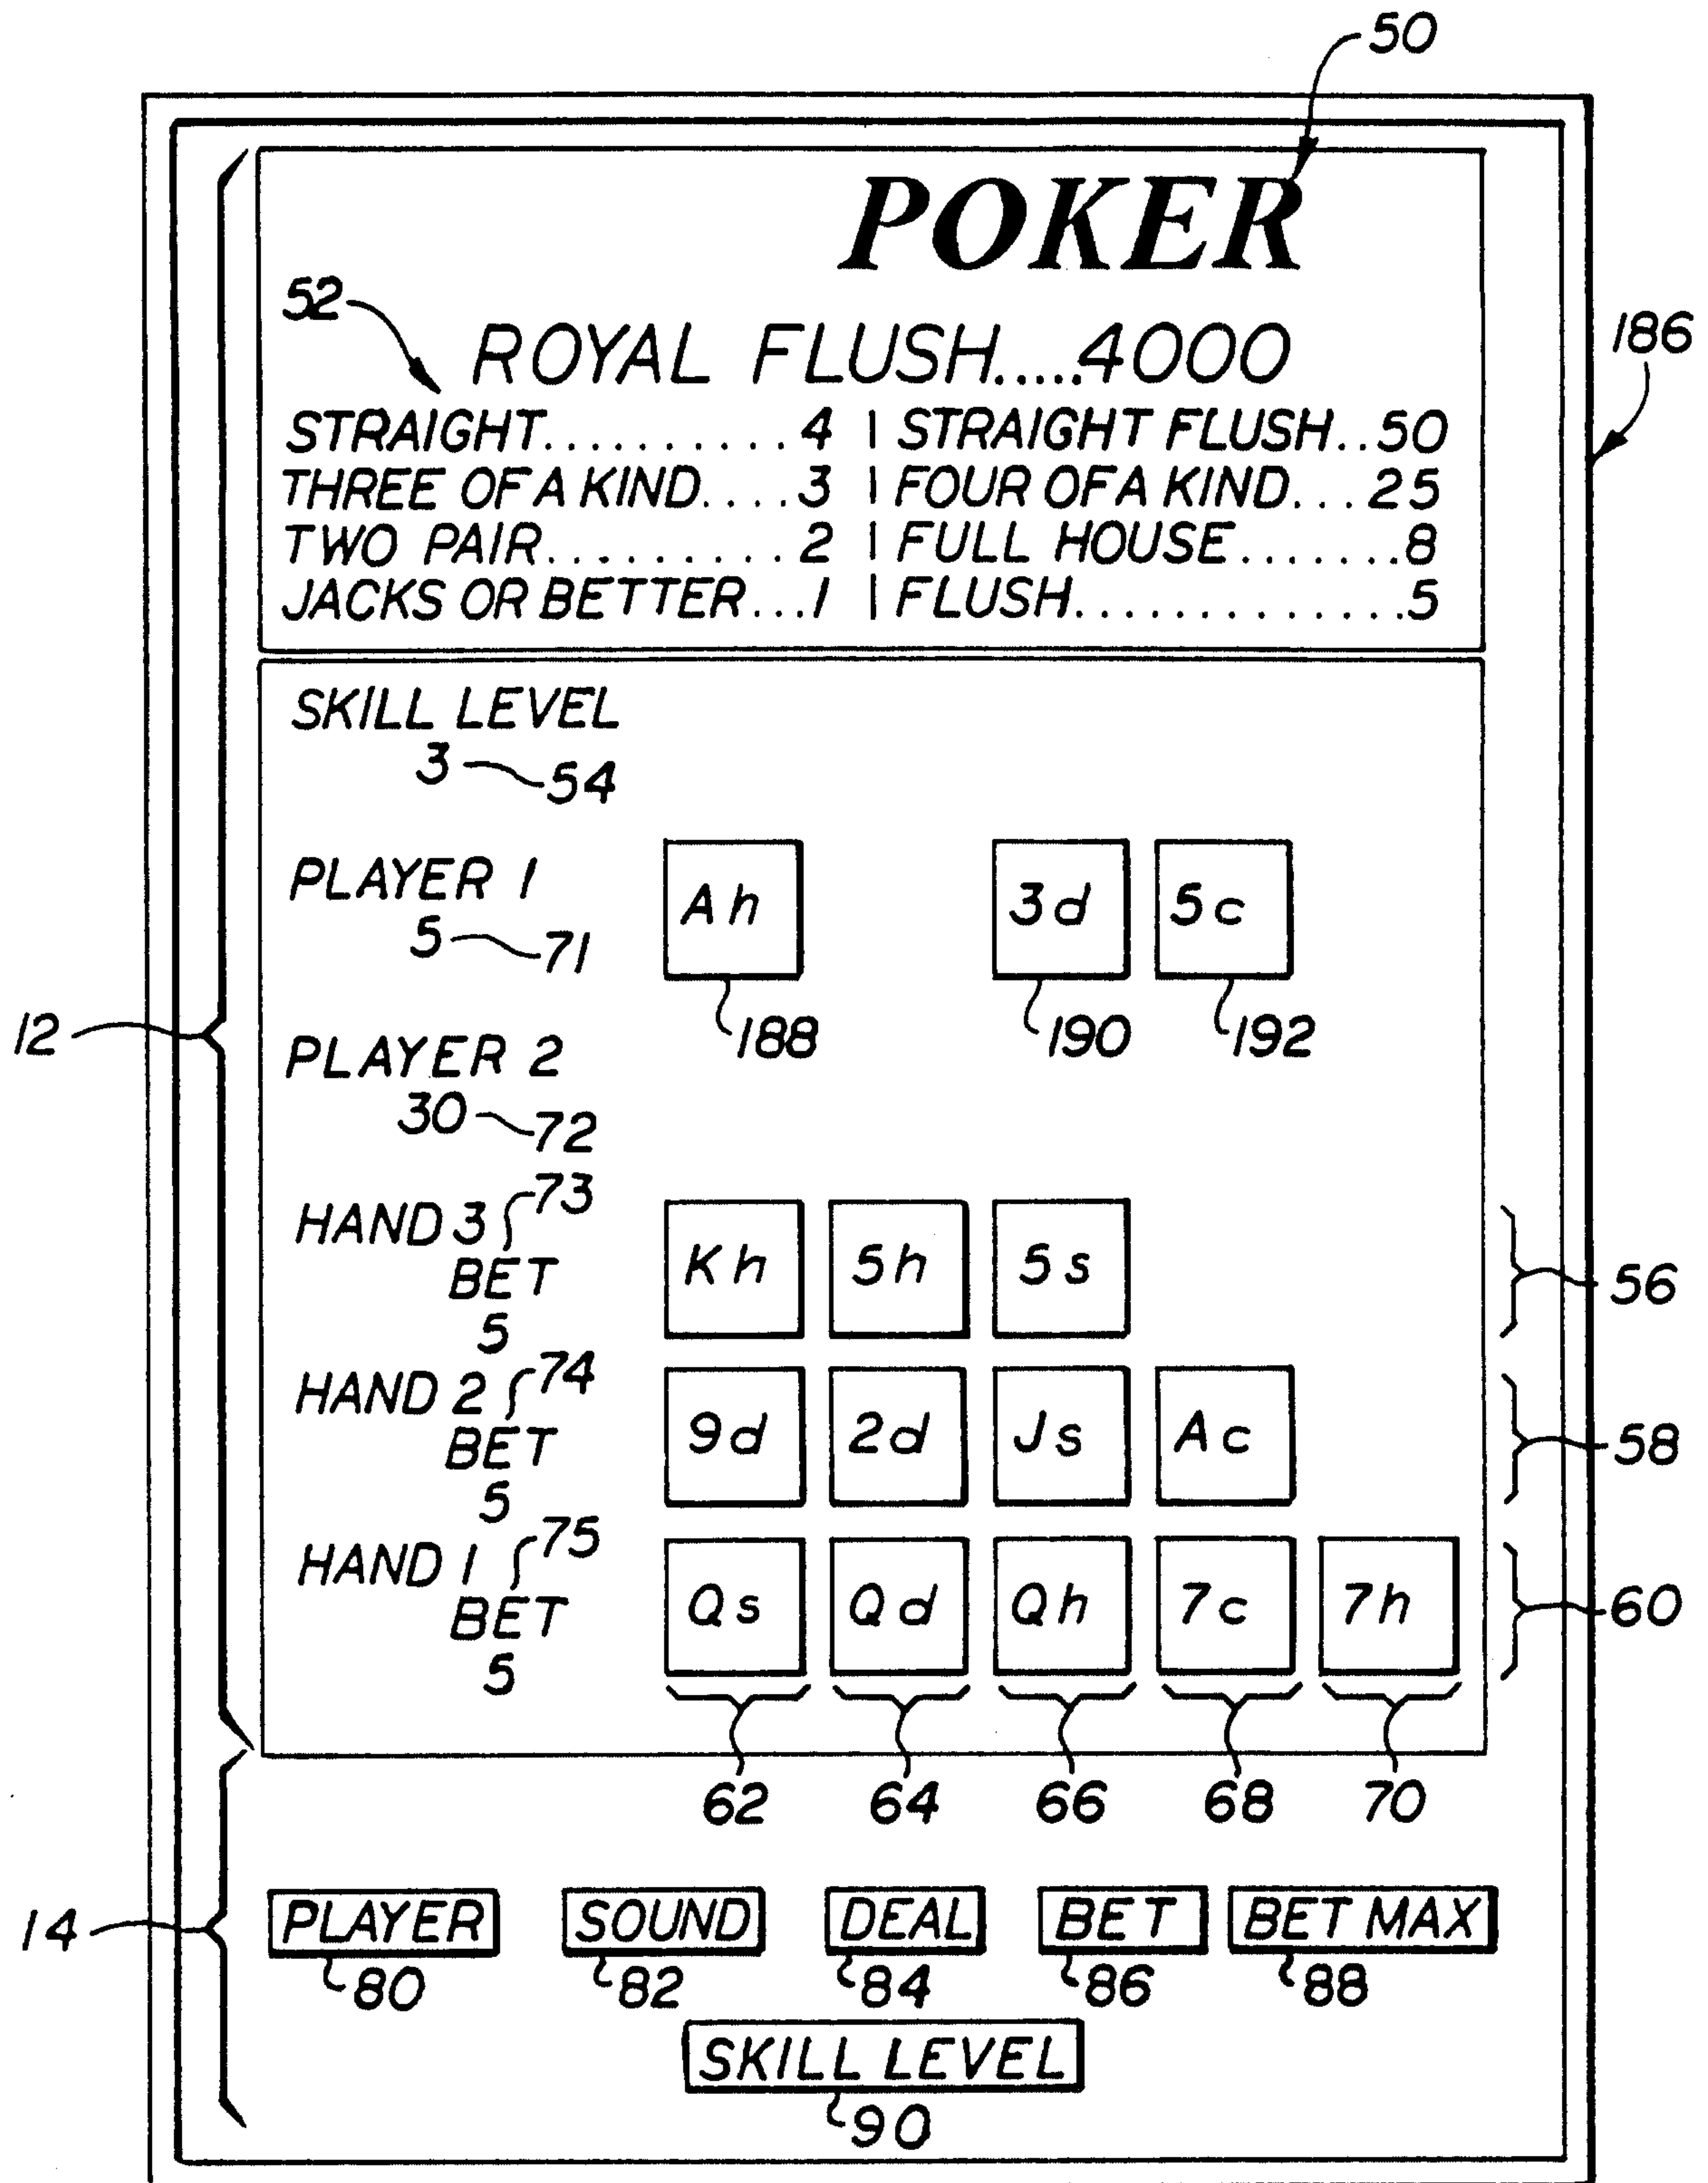 50
POKER
52
ROYAL FLUSH.....4000
186
STRAIGHT..........4 | STRAIGHT FLUSH..50
THREE OF A KIND....3 | FOUR OF A KIND...25
TWO PAIR.........2 | FULL HOUSE.......8
JACKS OR BETTER...1 | FLUSH..............5
SKILL LEVEL
3 54
PLAYER 1 Ah 3d 5c
5 71
188 190 192
12
PLAYER 2
30 72
HAND 3 73
BET Kh 5h 5s 56
5
HAND 2 74
BET 9d 2d Js Ac 58
5
HAND 1 75
BET Qs Qd Qh 7c 7h 60
5
62 64 66 68 70
14
PLAYER SOUND DEAL BET BET MAX
80 82 84 86 88
SKILL LEVEL
90